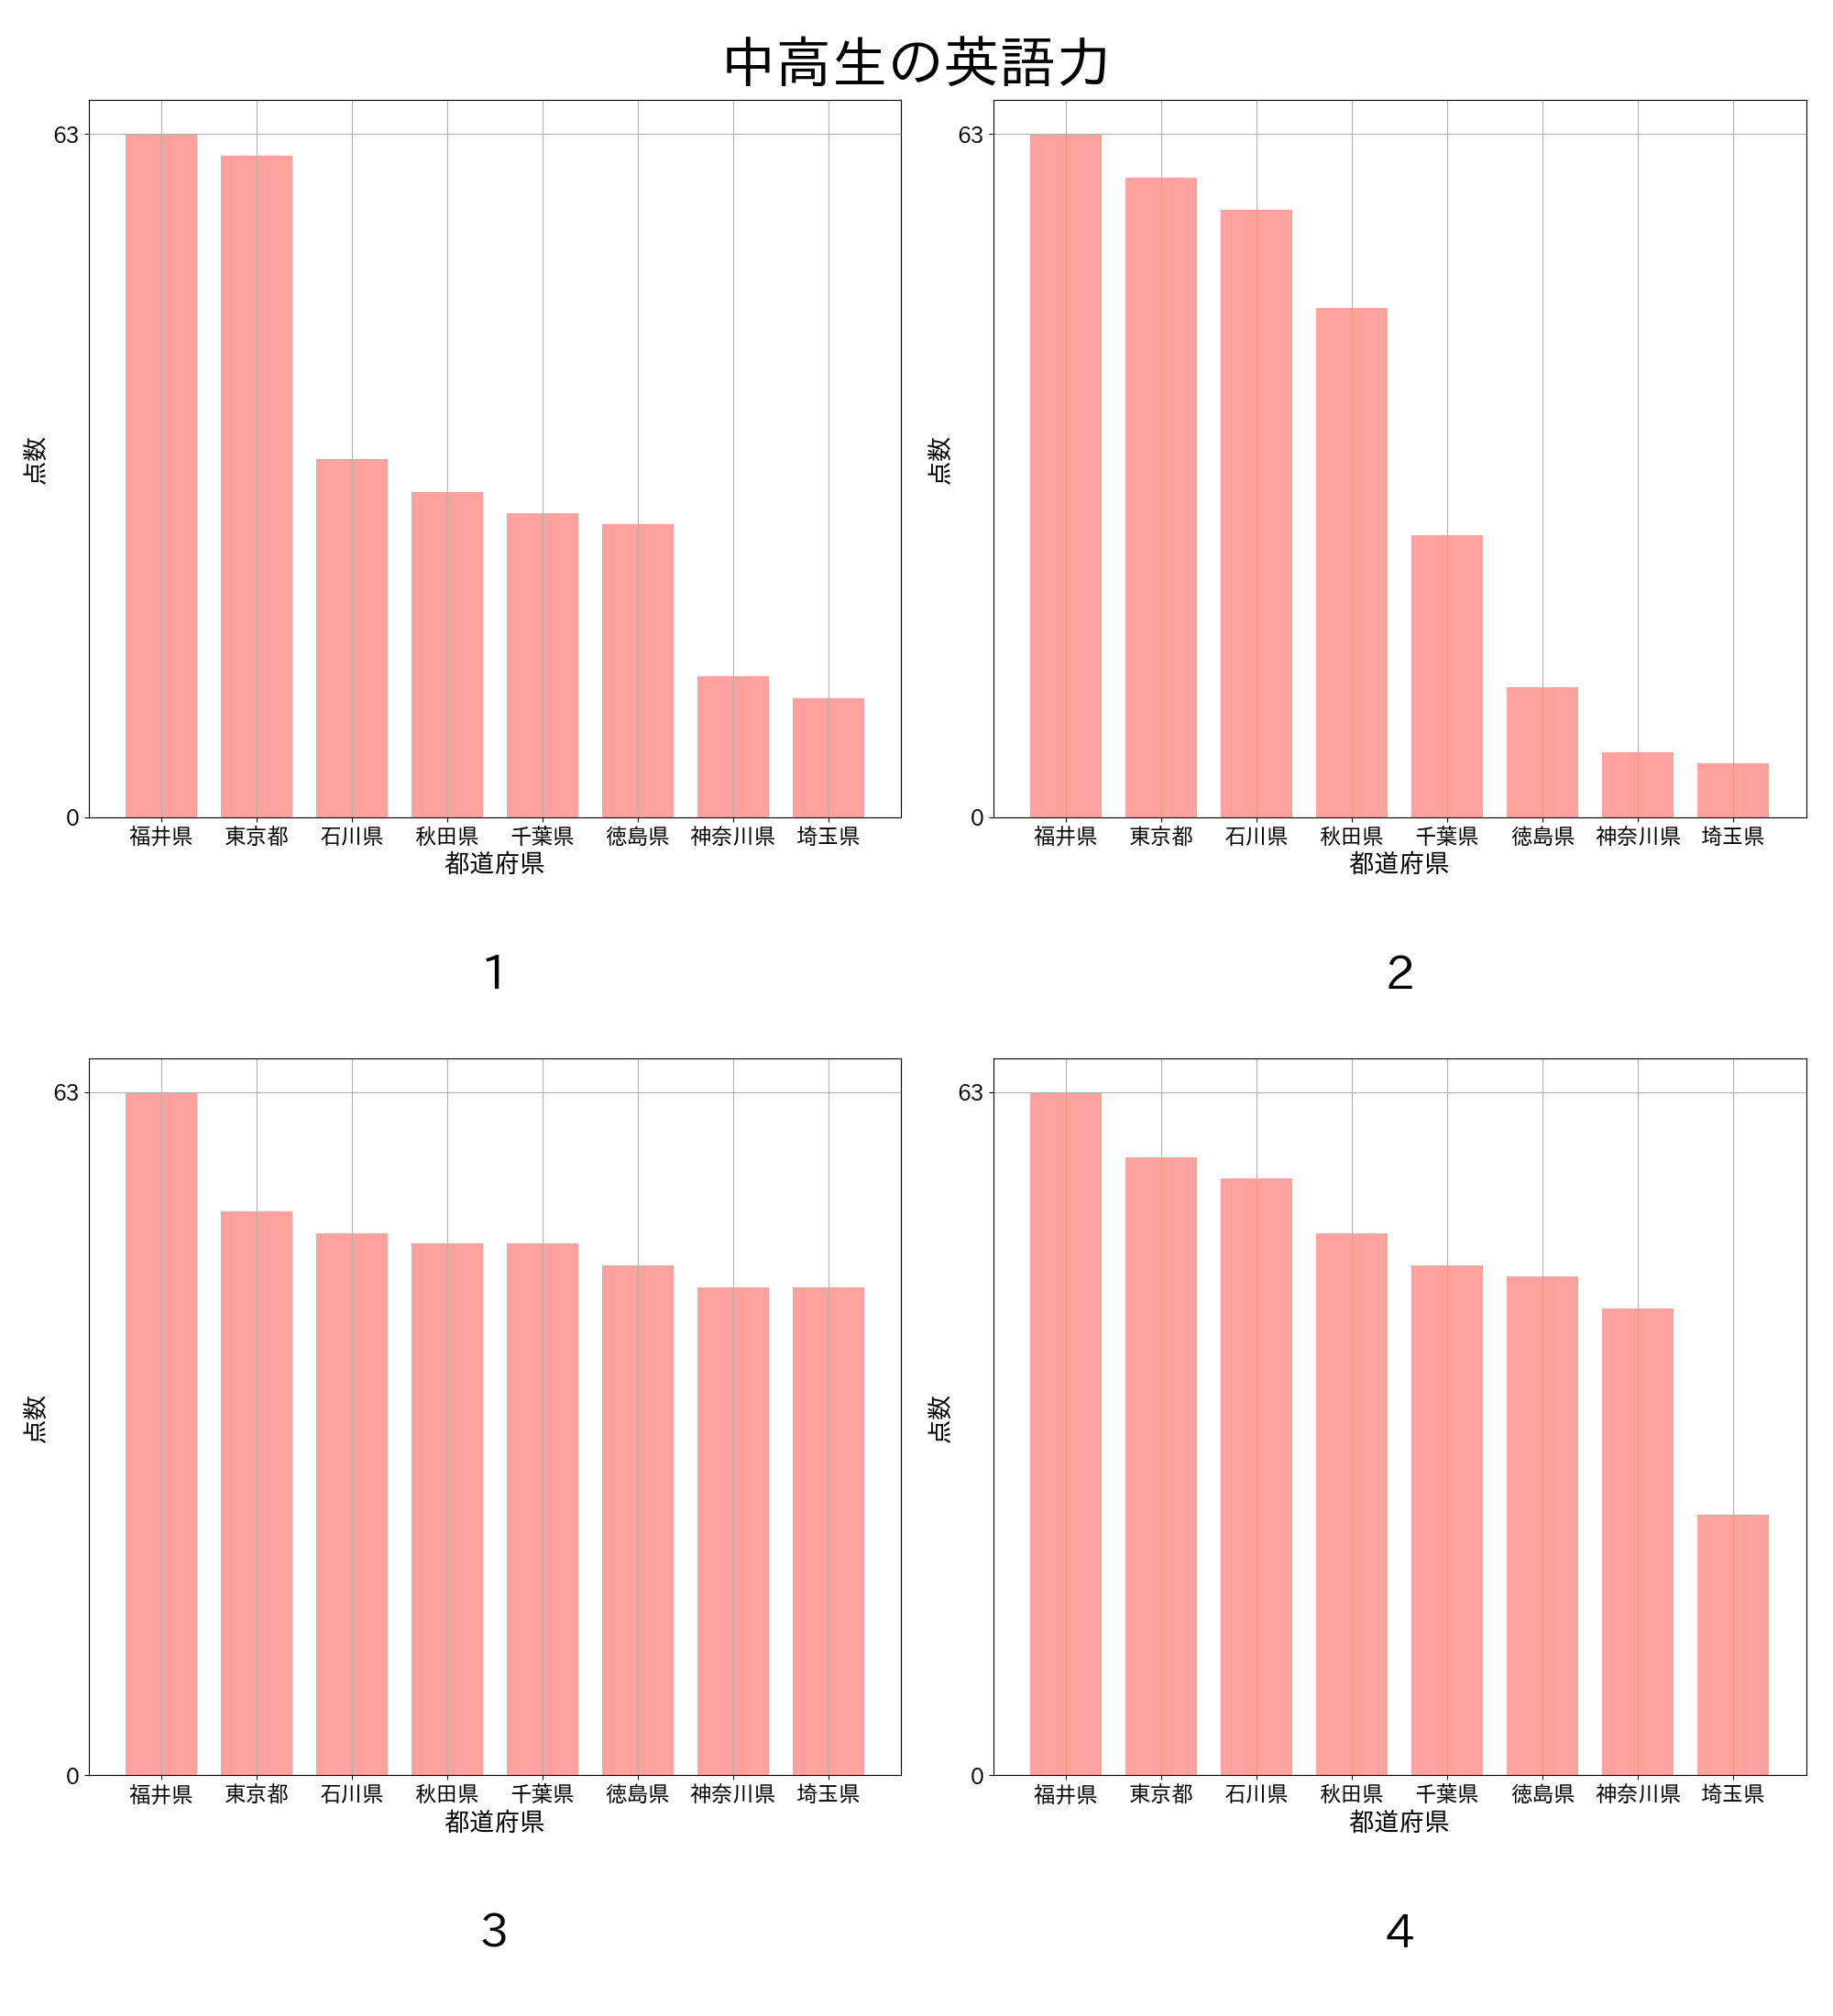 中高生の英語力
63
点数
0
福井県 東京都 石川県 秋田県 千葉県 徳島県 神奈川県 埼玉県
都道府県
1
63
点数
0
福井県 東京都 石川県 秋田県 千葉県 徳島県 神奈川県 埼玉県
都道府県
2
63
点数
0
福井県 東京都 石川県 秋田県 千葉県 徳島県 神奈川県 埼玉県
都道府県
3
63
点数
0
福井県 東京都 石川県 秋田県 千葉県 徳島県 神奈川県 埼玉県
都道府県
4